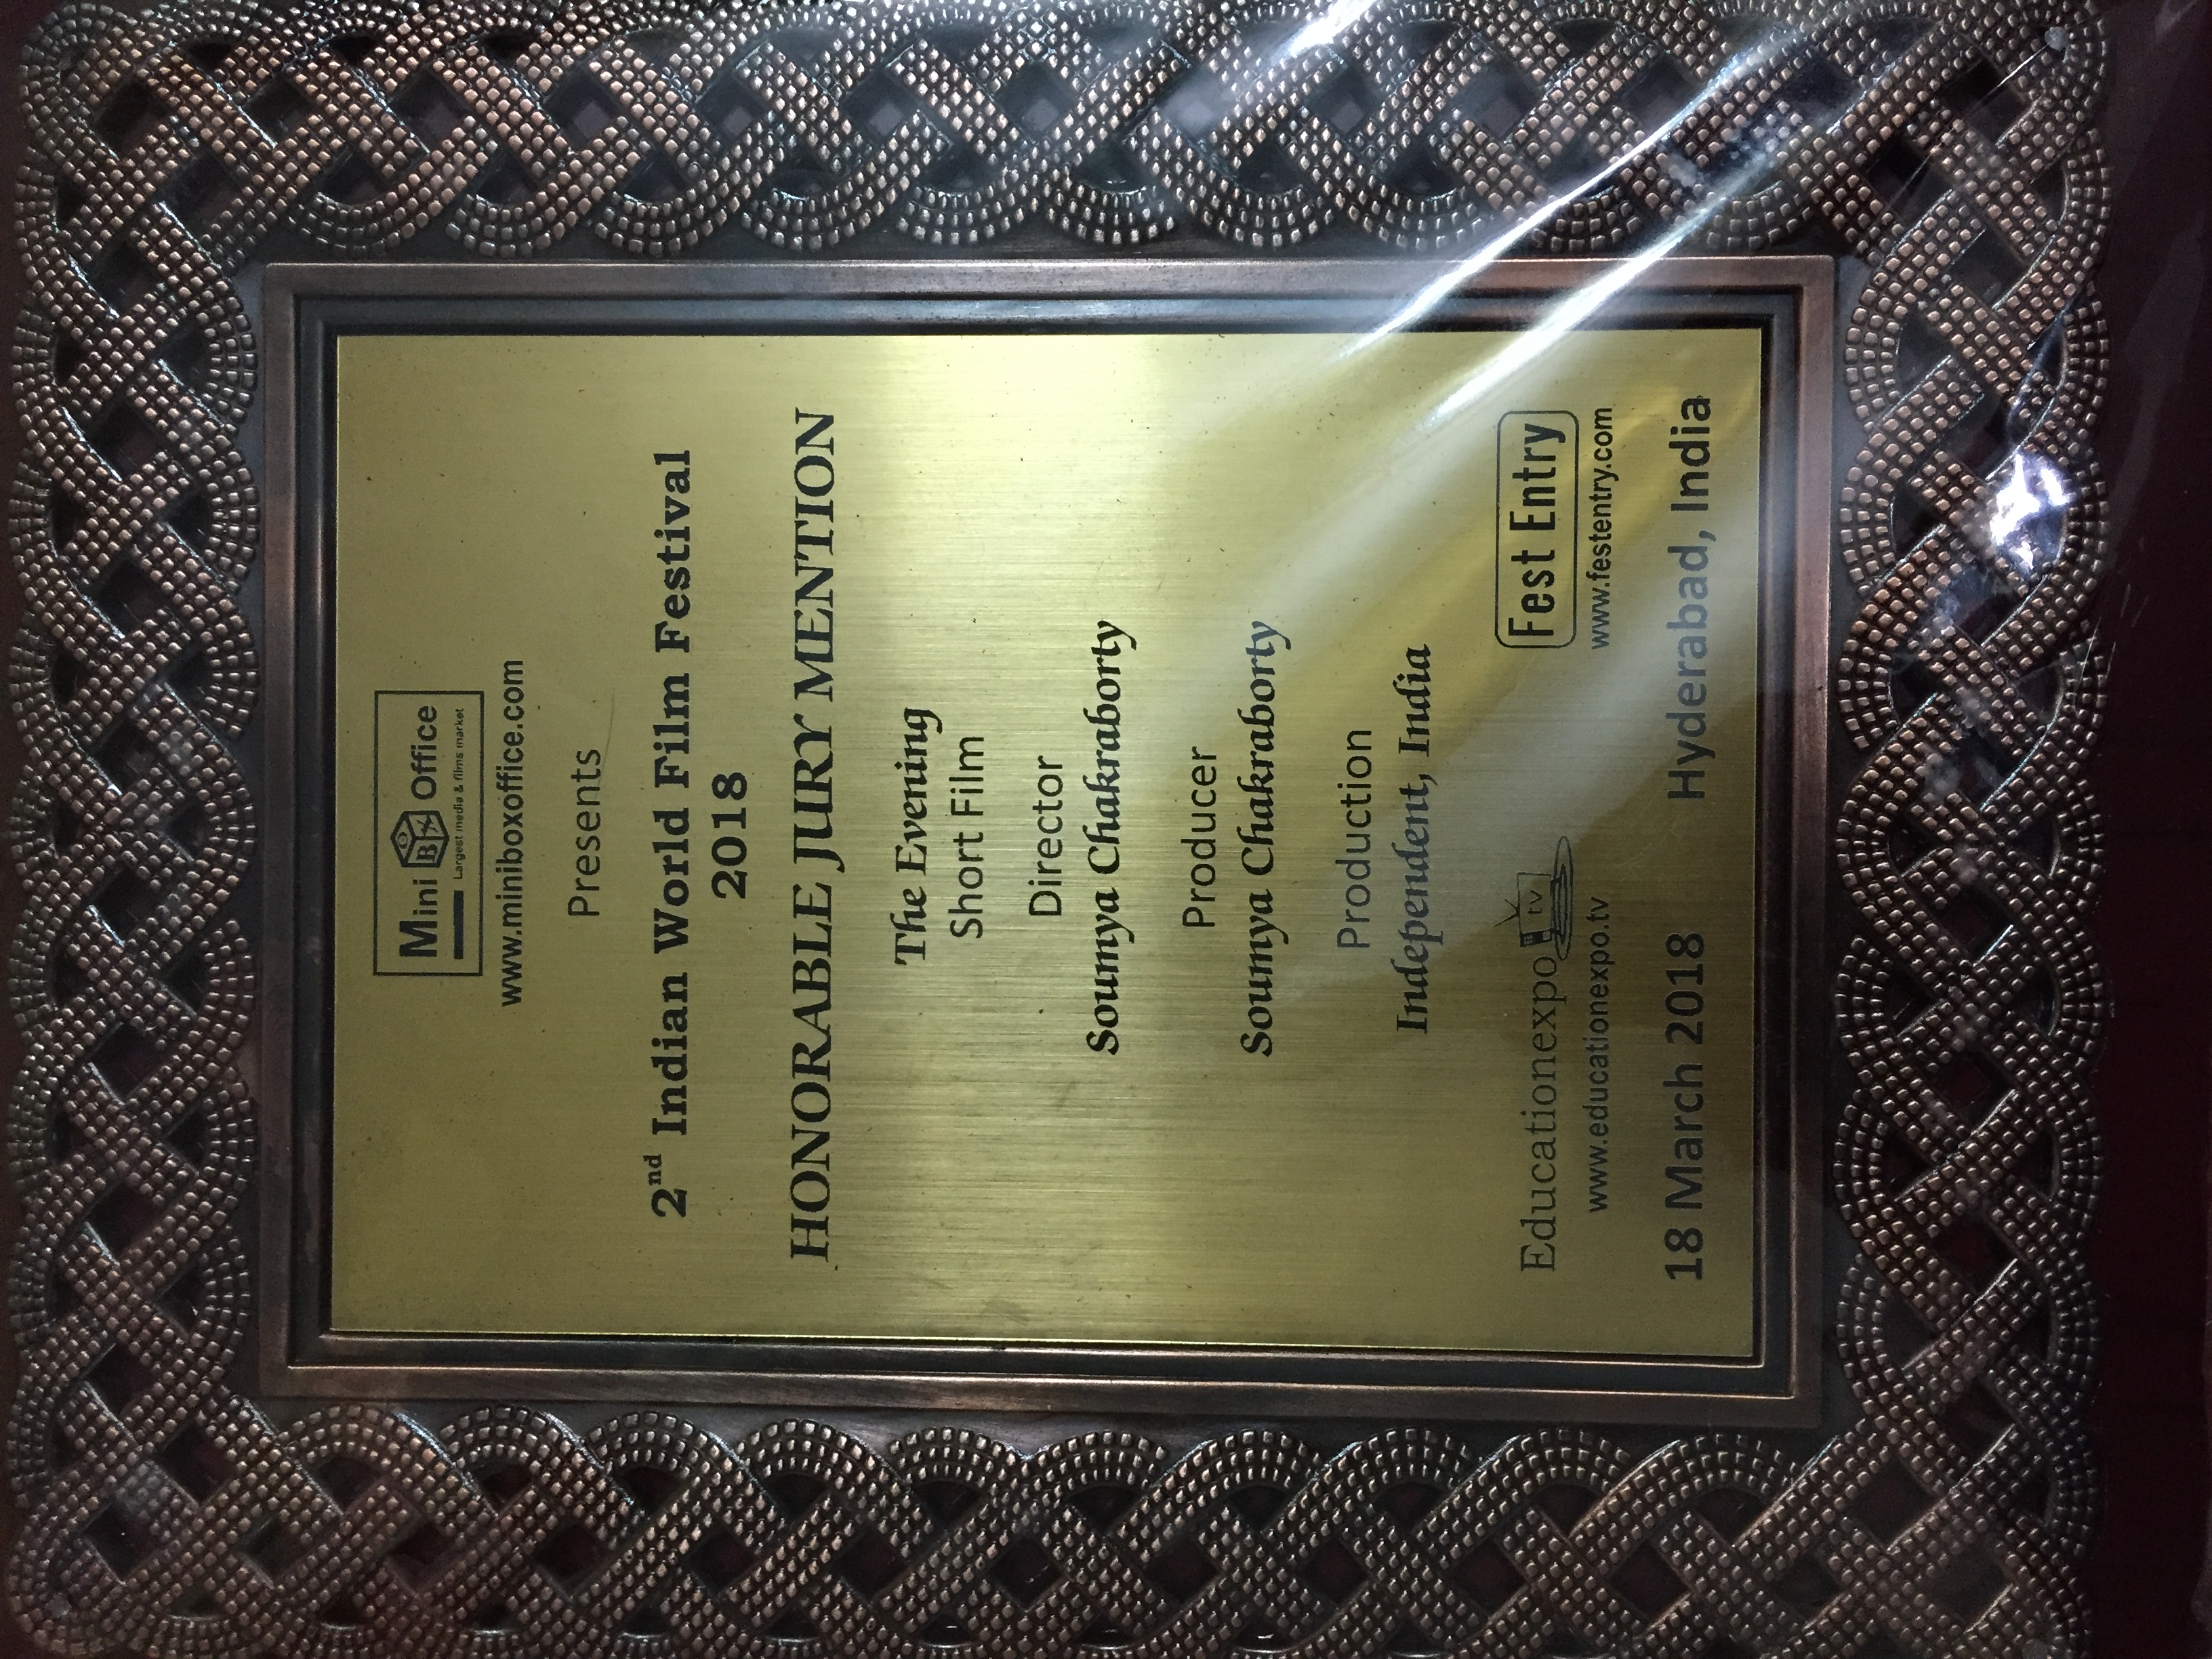 Mini BOX Office
Largest media & films market
www.miniboxoffice.com
Presents
2nd Indian World Film Festival
2018
HONORABLE JURY MENTION
The Evening
Short Film
Director
Soumya Chakraborty
Producer
Soumya Chakraborty
Production
Independent, India
Educationexpo tv
www.educationexpo.tv
Fest Entry
www.festentry.com
18 March 2018 Hyderabad, India